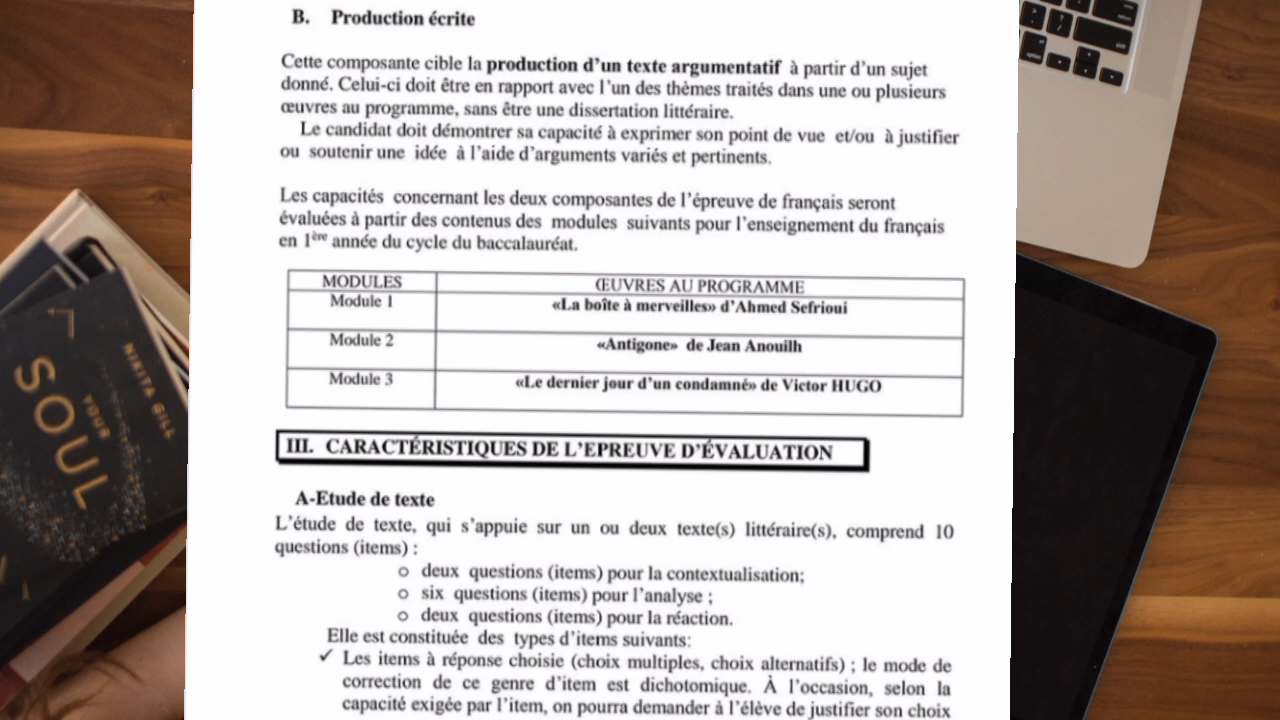 B. Production écrite
Cette composante cible la production d'un texte argumentatif à partir d'un sujet
donné. Celui-ci doit être en rapport avec l'un des thèmes traités dans une ou plusieurs
œuvres au programme, sans être une dissertation littéraire.
Le candidat doit démontrer sa capacité à exprimer son point de vue et/ou à justifier
ou soutenir une idée à l'aide d'arguments variés et pertinents.
Les capacités concernant les deux composantes de l'épreuve de français seront
évaluées à partir des contenus des modules suivants pour l'enseignement du français
en 1ère année du cycle du baccalauréat.
MODULES ŒUVRES AU PROGRAMME
Module 1 «La boîte à merveilles» d'Ahmed Sefrioui
Module 2 «Antigone» de Jean Anouilh
Module 3 «Le dernier jour d'un condamné» de Victor HUGO
III. CARACTÉRISTIQUES DE L'EPREUVE D'ÉVALUATION
A-Etude de texte
L'étude de texte, qui s'appuie sur un ou deux texte(s) littéraire(s), comprend 10
questions (items) :
o deux questions (items) pour la contextualisation;
o six questions (items) pour l'analyse ;
o deux questions (items) pour la réaction.
Elle est constituée des types d'items suivants:
✓ Les items à réponse choisie (choix multiples, choix alternatifs) ; le mode de
correction de ce genre d'item est dichotomique. À l'occasion, selon la
capacité exigée par l'item, on pourra demander à l'élève de justifier son choix
NIKITA GILL
YOUR
SOUL